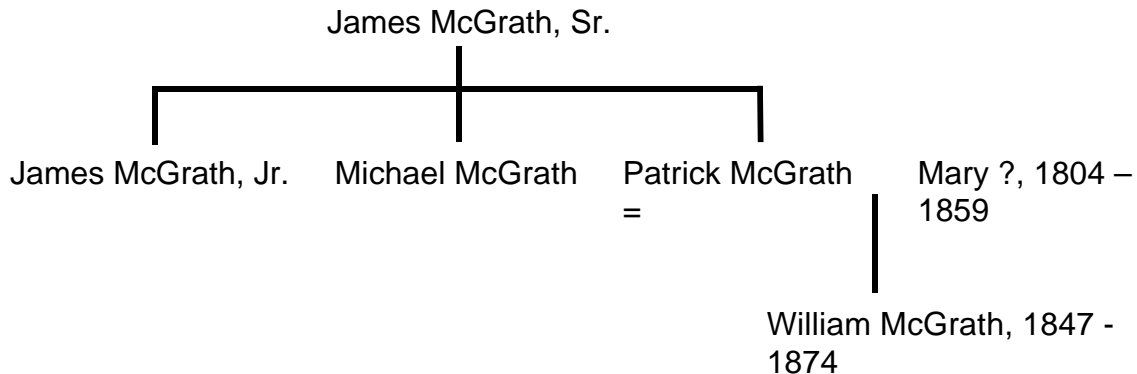 James McGrath, Sr.
James McGrath, Jr.
Michael McGrath
Patrick McGrath
=
Mary ?, 1804 –
1859
William McGrath, 1847 -
1874